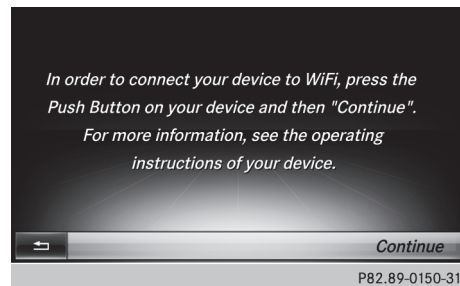 In order to connect your device to WiFi, press the
Push Button on your device and then "Continue".
For more information, see the operating
instructions of your device.
Continue
P82.89-0150-31